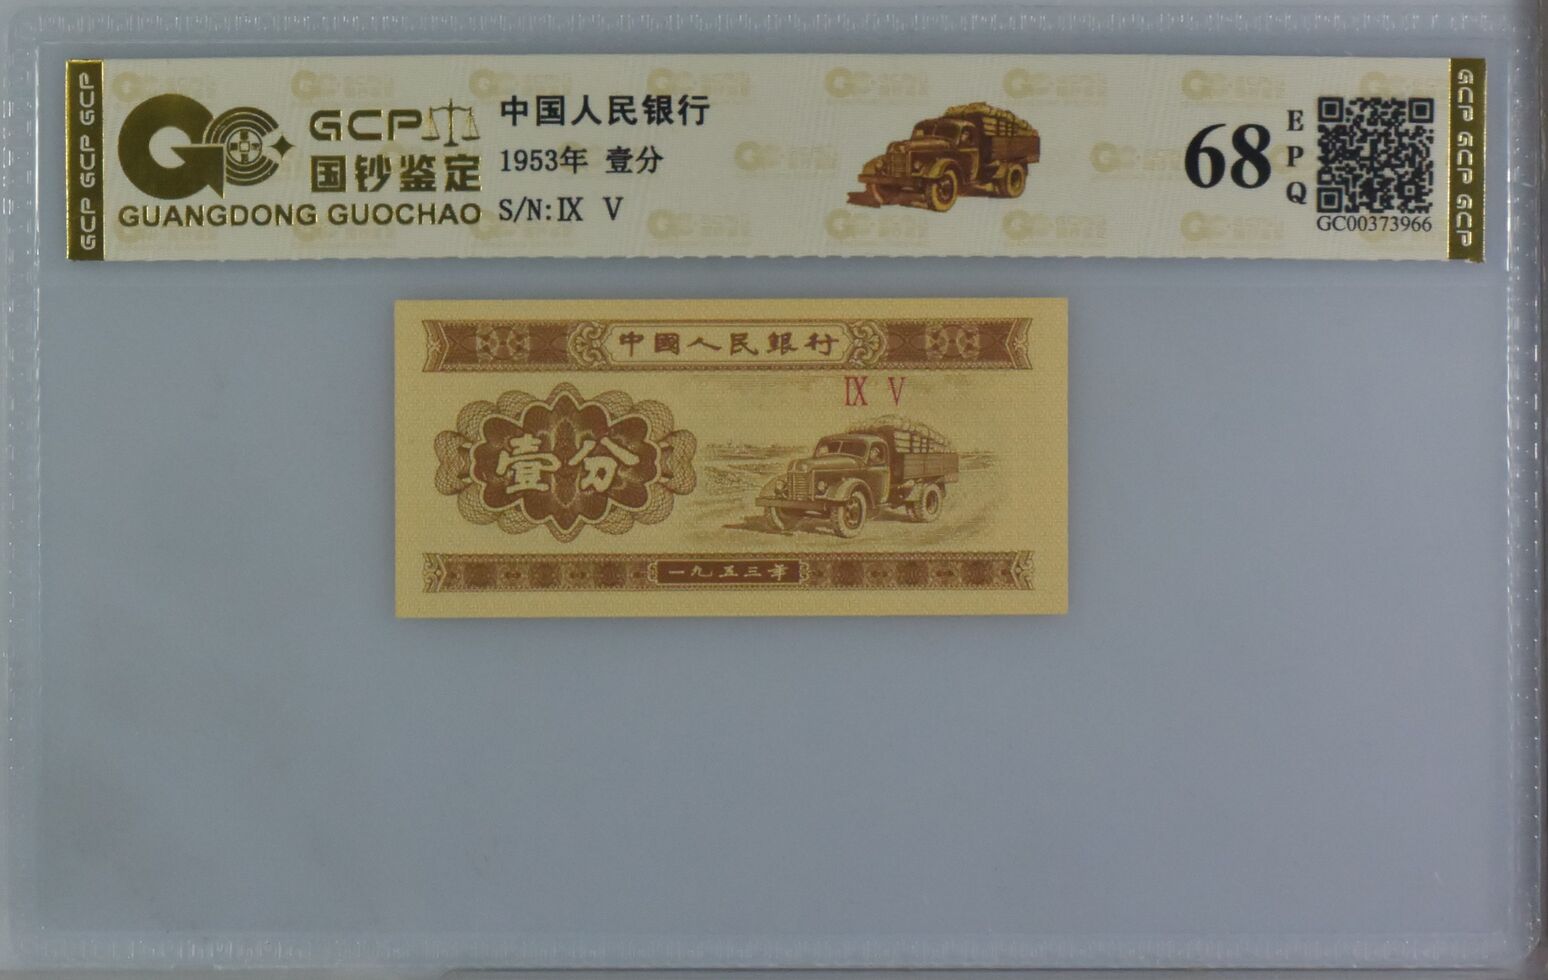 GCP GCP GCP
GCP
国钞鉴定
GUANGDONG GUOCHAO
中国人民银行
1953年 壹分
S/N:Ⅸ Ⅴ
68
E
P
Q
GC00373966
GCP GCP GCP
中國人民銀行
Ⅸ Ⅴ
壹分
一九五三年